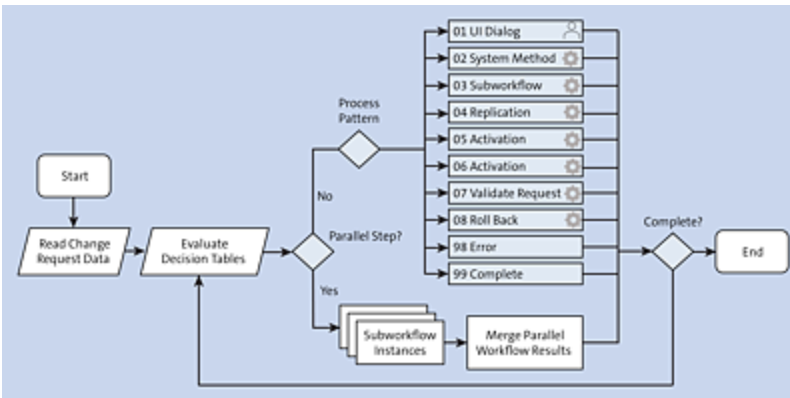 Start
Read Change
Request Data
Evaluate
Decision Tables
Parallel Step?
No
Yes
Process
Pattern
01 UI Dialog
02 System Method
03 Subworkflow
04 Replication
05 Activation
06 Activation
07 Validate Request
08 Roll Back
98 Error
99 Complete
Subworkflow
Instances
Merge Parallel
Workflow Results
Complete?
End